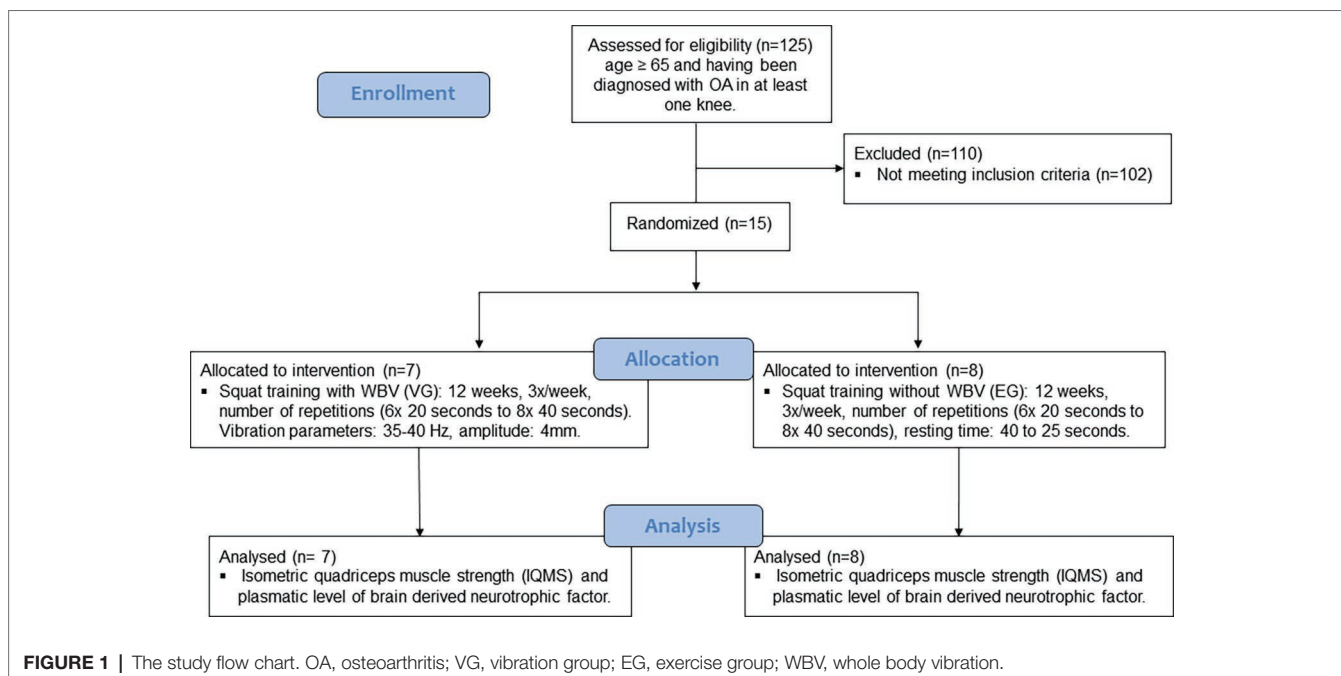 Assessed for eligibility (n=125)
age ≥ 65 and having been
diagnosed with OA in at least
one knee.
Enrollment
Excluded (n=110)
▪ Not meeting inclusion criteria (n=102)
Randomized (n=15)
Allocation
Allocated to intervention (n=7)
▪ Squat training with WBV (VG): 12 weeks, 3x/week,
number of repetitions (6x 20 seconds to 8x 40 seconds).
Vibration parameters: 35-40 Hz, amplitude: 4mm.
Allocated to intervention (n=8)
▪ Squat training without WBV (EG): 12 weeks,
3x/week, number of repetitions (6x 20 seconds to
8x 40 seconds), resting time: 40 to 25 seconds.
Analysis
Analysed (n= 7)
▪ Isometric quadriceps muscle strength (IQMS) and
plasmatic level of brain derived neurotrophic factor.
Analysed (n=8)
▪ Isometric quadriceps muscle strength (IQMS) and
plasmatic level of brain derived neurotrophic factor.
FIGURE 1 | The study flow chart. OA, osteoarthritis; VG, vibration group; EG, exercise group; WBV, whole body vibration.